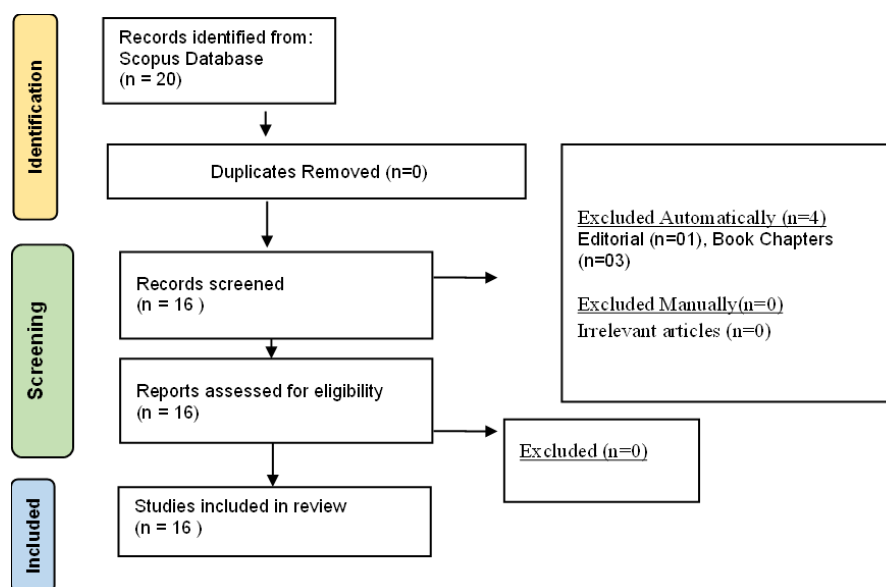 Identification
Records identified from:
Scopus Database
(n = 20)
Duplicates Removed (n=0)
Screening
Records screened
(n = 16 )
Excluded Automatically (n=4)
Editorial (n=01), Book Chapters
(n=03)
Excluded Manually(n=0)
Irrelevant articles (n=0)
Reports assessed for eligibility
(n = 16)
Excluded (n=0)
Included
Studies included in review
(n = 16 )